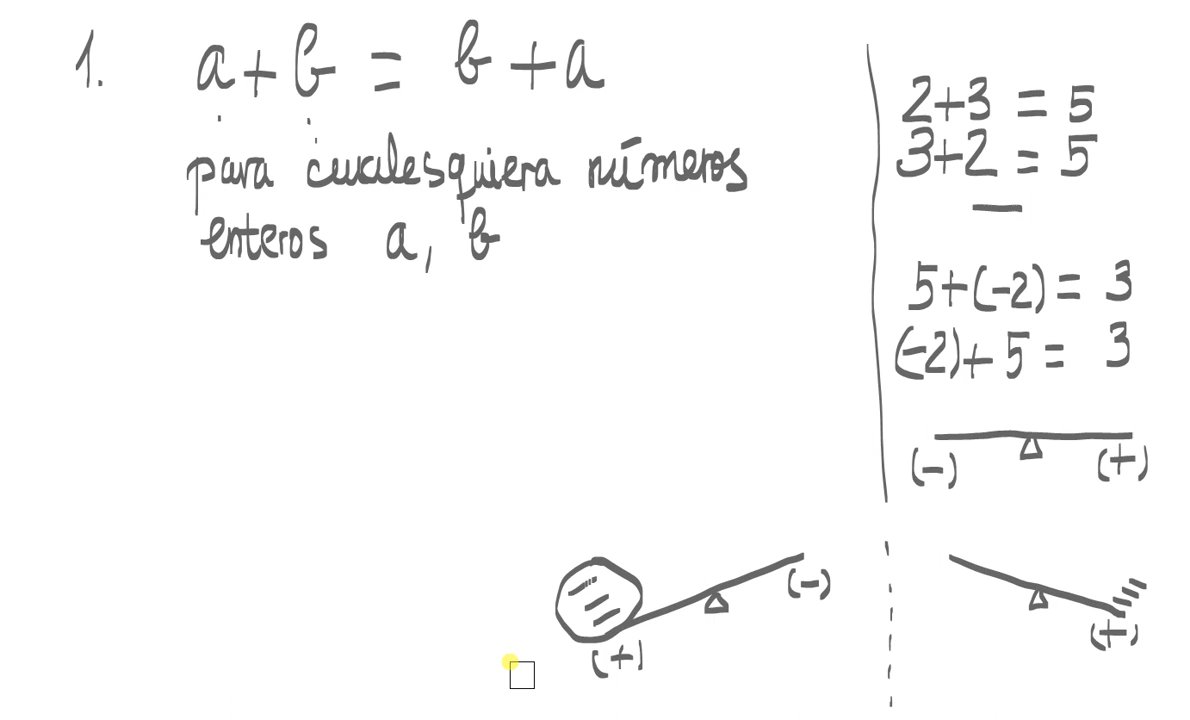 1. a + b = b + a
para cualesquiera números
enteros a, b
2+3 = 5
3+2 = 5
5+(-2) = 3
(-2)+5 = 3
(-) (+)
(+) (-)
(+)